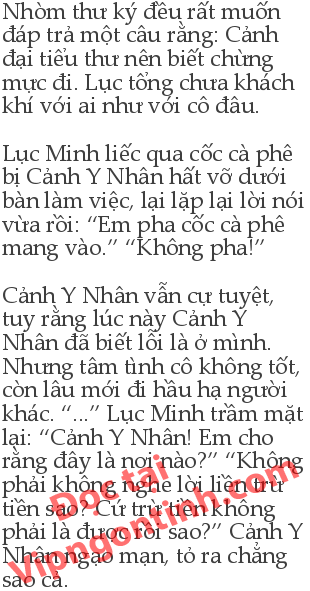 Nhòm thư ký đều rất muốn
đáp trả một câu rằng: Cảnh
đại tiểu thư nên biết chừng
mực đi. Lục tổng chưa khách
khí với ai như với cô đâu.
Lục Minh liếc qua cốc cà phê
bị Cảnh Y Nhân hất vỡ dưới
bàn làm việc, lại lặp lại lời nói
vừa rồi: “Em pha cốc cà phê
mang vào.” “Không pha!”
Cảnh Y Nhân vẫn cự tuyệt,
tuy rằng lúc này Cảnh Y
Nhân đã biết lỗi là ở mình.
Nhưng tâm tình cô không tốt,
còn lâu mới đi hầu hạ người
khác. “...” Lục Minh trầm mặt
lại: “Cảnh Y Nhân! Em cho
rằng đây là nơi nào?” “Không
phải không nghe lời liền trừ
tiền sao? Cứ trừ tiền không
phải là được rồi sao?” Cảnh Y
Nhân ngạo mạn, tỏ ra chẳng
sao cả.
Đọc tại
Vipngontinh.com